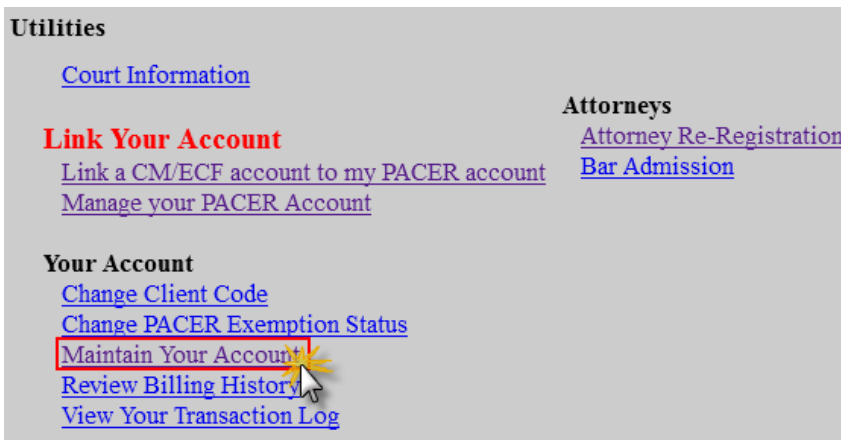 Utilities
Court Information
Link Your Account
Link a CM/ECF account to my PACER account
Manage your PACER Account
Attorneys
Attorney Re-Registration
Bar Admission
Your Account
Change Client Code
Change PACER Exemption Status
Maintain Your Account
Review Billing History
View Your Transaction Log